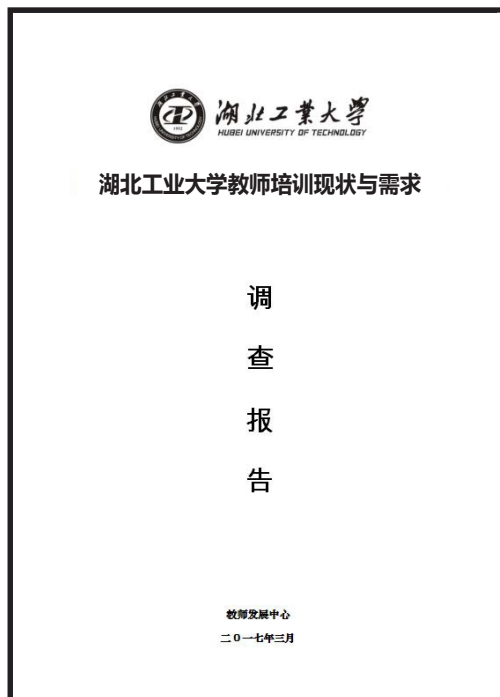 湖北工業大學
HUBEI UNIVERSITY OF TECHNOLOGY
1952
湖北工业大学教师培训现状与需求
调
查
报
告
教师发展中心
二０一七年三月